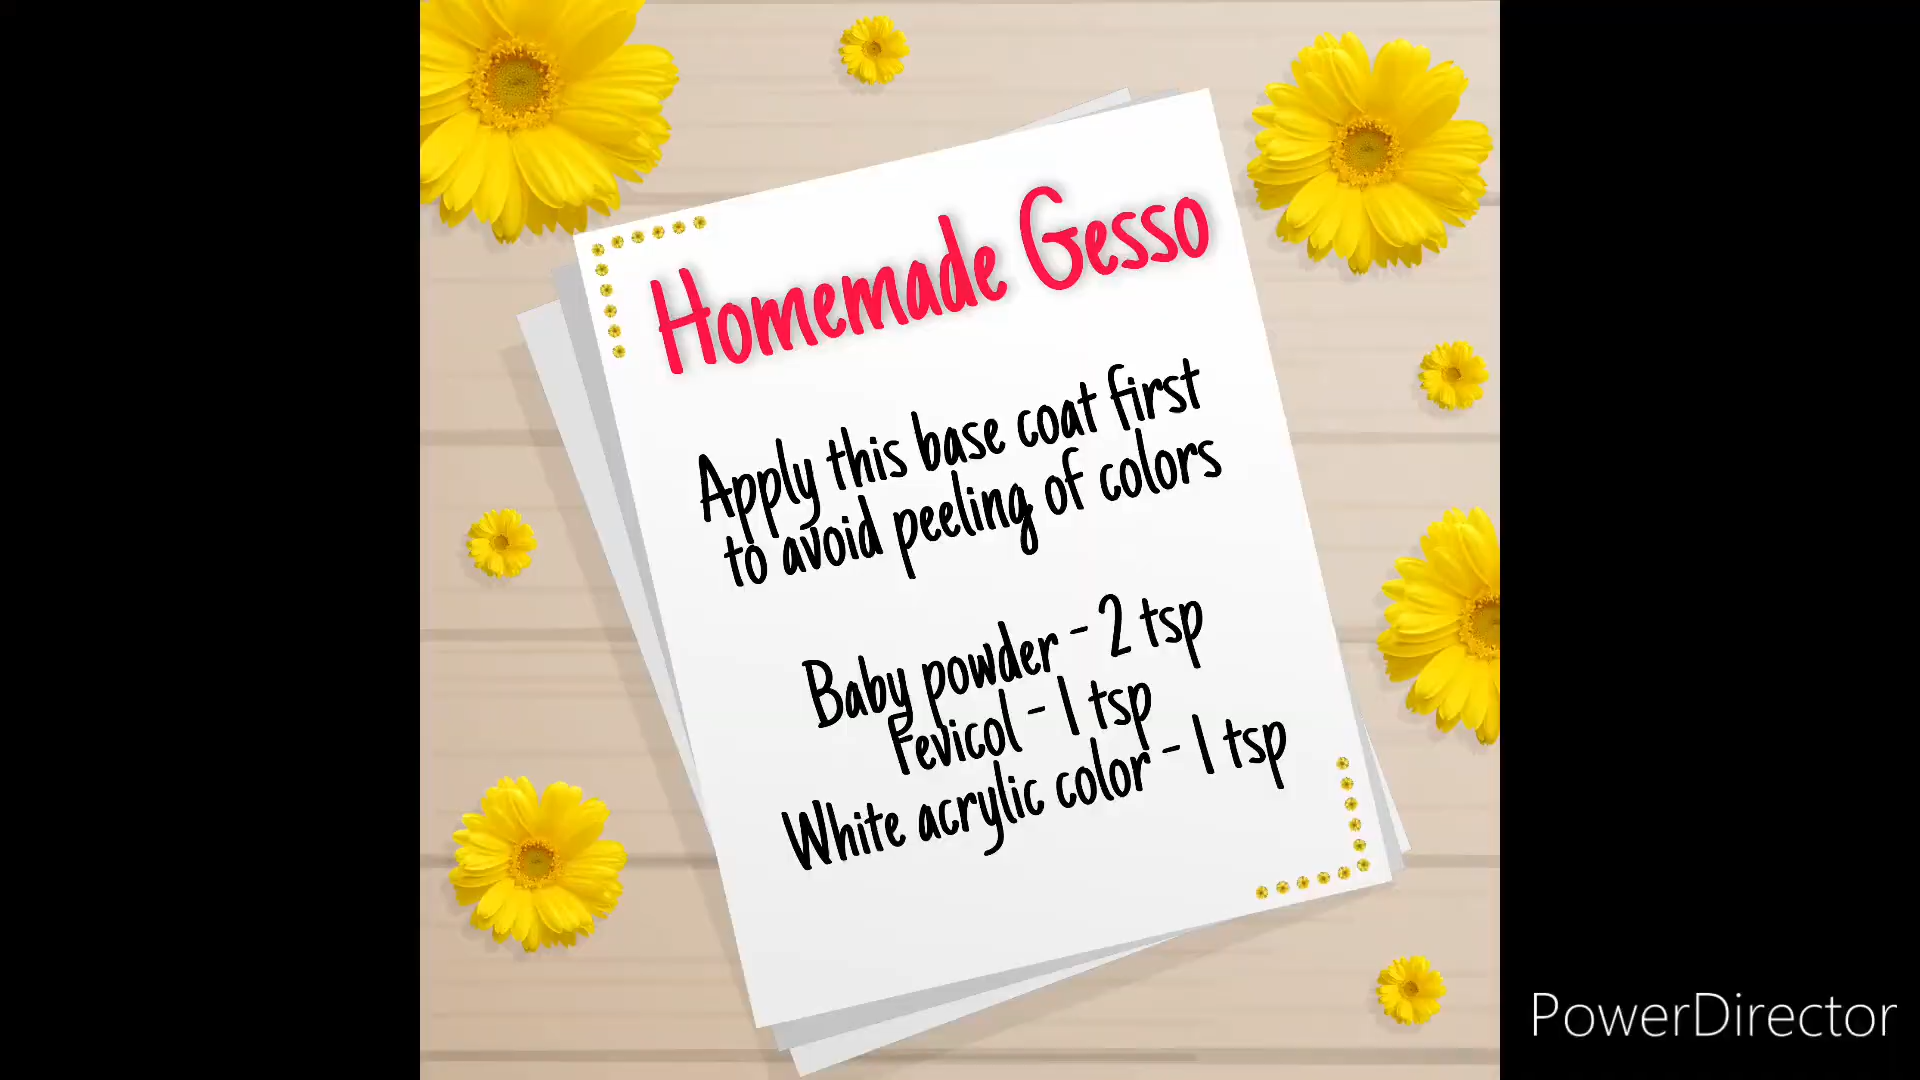 Homemade Gesso
Apply this base coat first
to avoid peeling of colors
Baby powder - 2 tsp
Fevicol - 1 tsp
White acrylic color - 1 tsp
PowerDirector